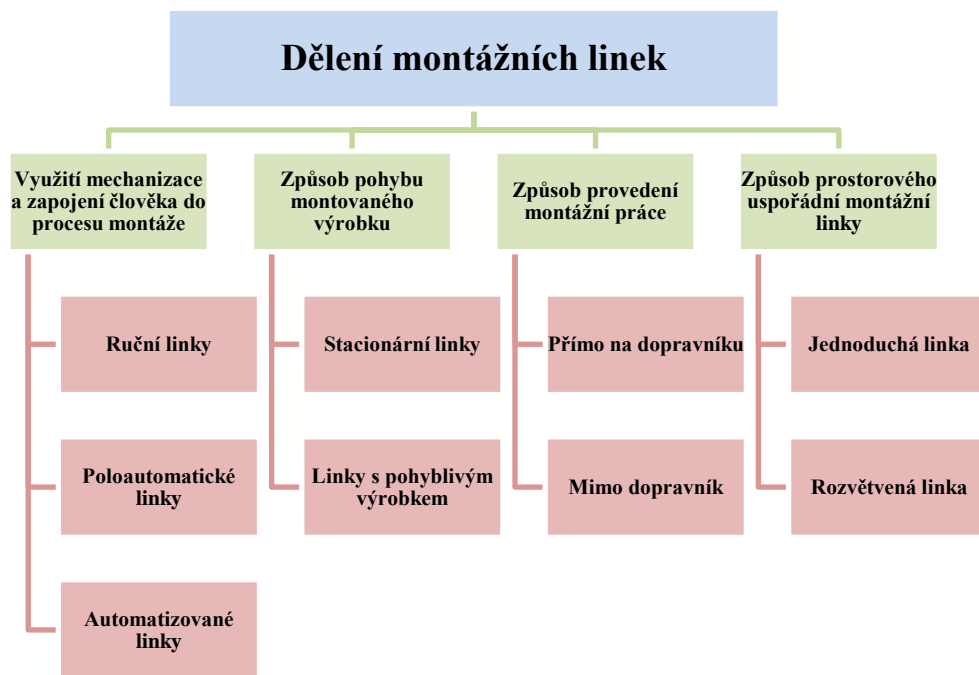 Dělení montážních linek
Využití mechanizace
a zapojení člověka do
procesu montáže
Způsob pohybu
montovaného
výrobku
Způsob provedení
montážní práce
Způsob prostorového
uspořádní montážní
linky
Ruční linky
Stacionární linky
Přímo na dopravníku
Jednoduchá linka
Poloautomatické
linky
Linky s pohyblivým
výrobkem
Mimo dopravník
Rozvětvená linka
Automatizované
linky